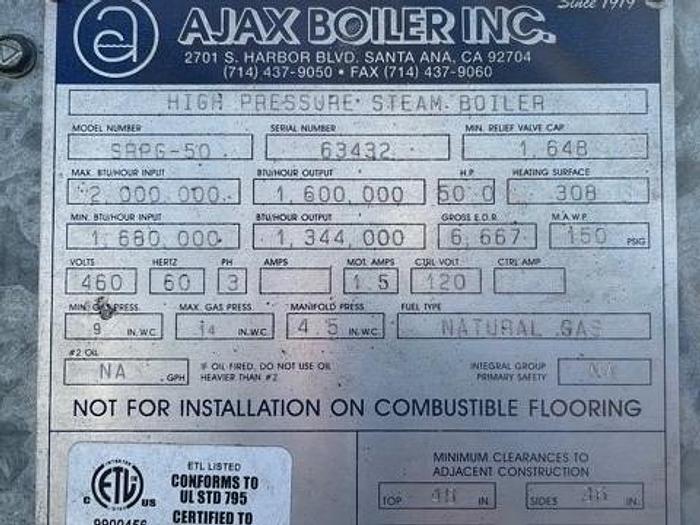 Since 1919
a
AJAX BOILER INC.
2701 S. HARBOR BLVD. SANTA ANA, CA 92704
(714) 437-9050 • FAX (714) 437-9060
HIGH PRESSURE STEAM BOILER
MODEL NUMBER SERIAL NUMBER MIN. RELIEF VALVE CAP.
SRPG-50 63432 1,648
MAX. BTU/HOUR INPUT BTU/HOUR OUTPUT H.P. HEATING SURFACE
2,000,000 1,600,000 50.0 308
MIN. BTU/HOUR INPUT BTU/HOUR OUTPUT GROSS E.D.R. M.A.W.P.
1,680,000 1,344,000 6,667 150 PSIG
VOLTS HERTZ PH AMPS MOT. AMPS CTRL VOLT CTRL AMP
460 60 3 1.5 120
MIN. GAS PRESS. MAX. GAS PRESS. MANIFOLD PRESS FUEL TYPE
9 IN. W.C. 14 IN. W.C. 4.5 IN. W.C. NATURAL GAS
#2 OIL IF OIL FIRED, DO NOT USE OIL INTEGRAL GROUP
NA GPH HEAVIER THAN #2 PRIMARY SAFETY NA
NOT FOR INSTALLATION ON COMBUSTIBLE FLOORING
ETL LISTED
CONFORMS TO
UL STD 795
CERTIFIED TO
C ETL US
9900456
MINIMUM CLEARANCES TO
ADJACENT CONSTRUCTION
TOP 48 IN. SIDES IN.